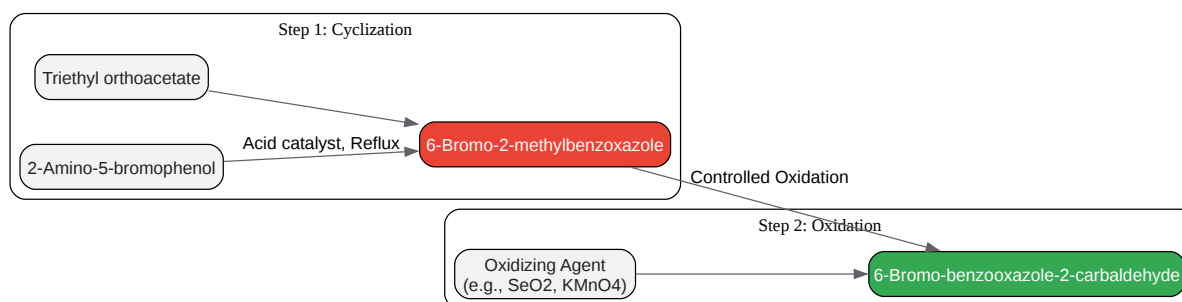 Step 1: Cyclization
Triethyl orthoacetate
Acid catalyst, Reflux
6-Bromo-2-methylbenzoxazole
2-Amino-5-bromophenol
Controlled Oxidation
Step 2: Oxidation
Oxidizing Agent
(e.g., SeO2, KMnO4)
6-Bromo-benzooxazole-2-carbaldehyde